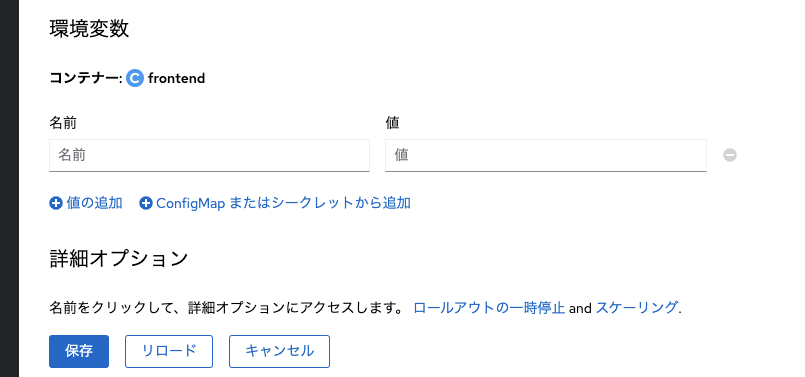 環境変数
コンテナー: C frontend
名前 値
名前 値
値の追加 ConfigMap またはシークレットから追加
詳細オプション
名前をクリックして、詳細オプションにアクセスします。 ロールアウトの一時停止 and スケーリング.
保存 リロード キャンセル